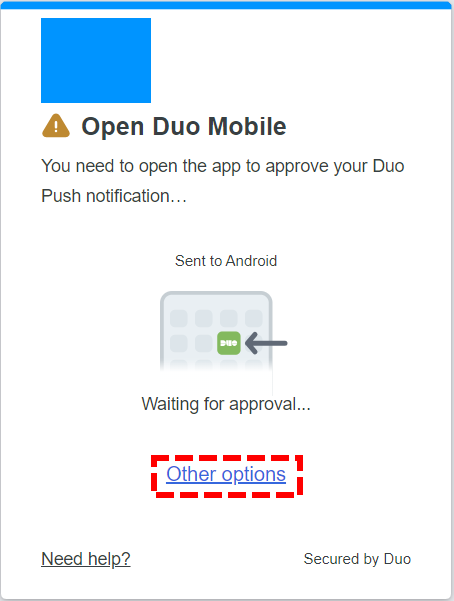 Open Duo Mobile
You need to open the app to approve your Duo
Push notification…
Sent to Android
DUO
Waiting for approval...
Other options
Need help?
Secured by Duo